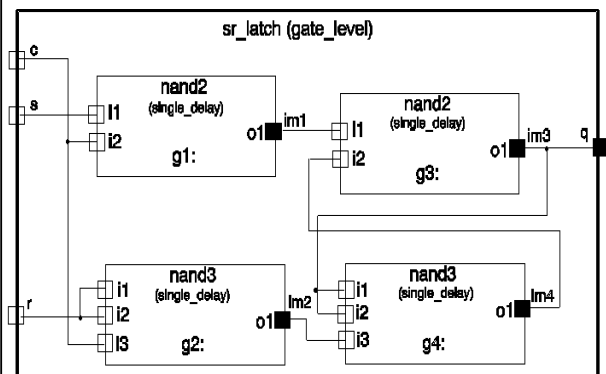 sr_latch (gate_level)
c
s
r
nand2
(single_delay)
I1
i2
o1
g1:
im1
nand2
(single_delay)
I1
i2
o1
g3:
im3
q
nand3
(single_delay)
i1
i2
I3
o1
g2:
Im2
nand3
(single_delay)
i1
i2
i3
o1
g4:
Im4